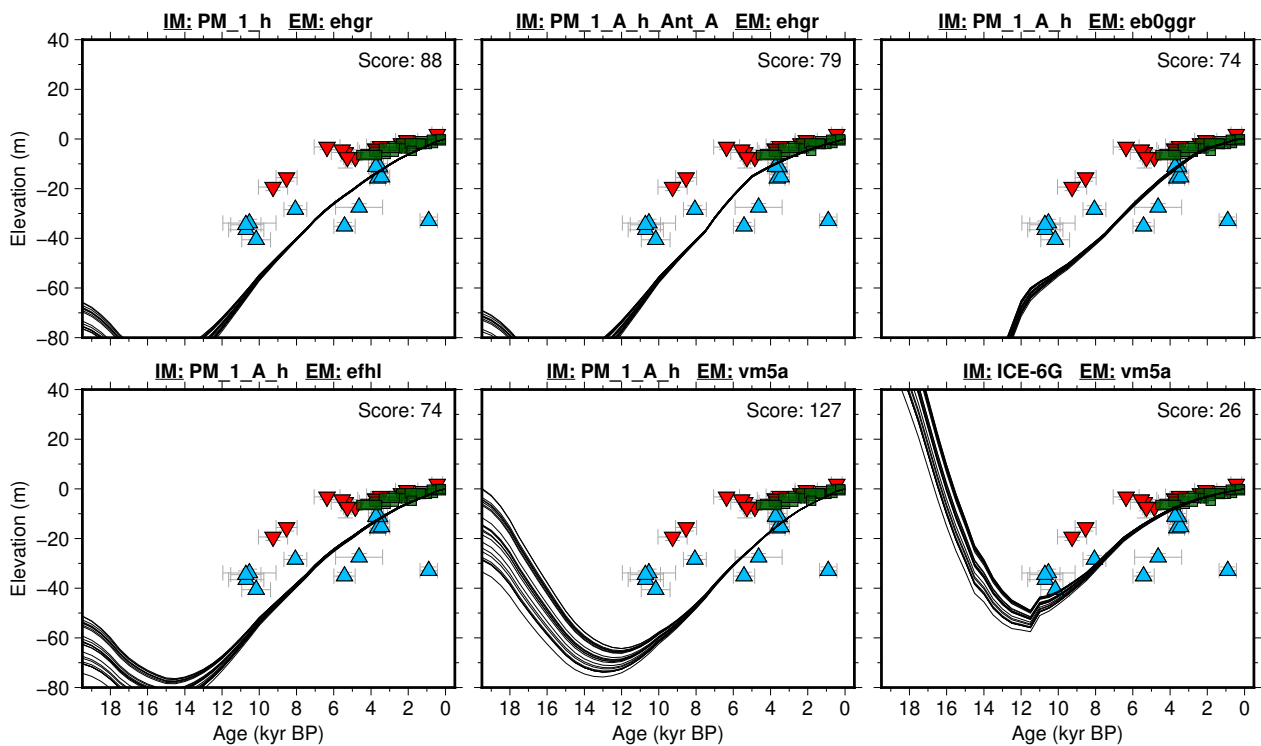 IM: PM_1_h EM: ehgr
IM: PM_1_A_h_Ant_A EM: ehgr
IM: PM_1_A_h EM: eb0ggr
40
20
0
−20
−40
−60
−80
Elevation (m)
Score: 88
Score: 79
Score: 74
IM: PM_1_A_h EM: efhl
IM: PM_1_A_h EM: vm5a
IM: ICE-6G EM: vm5a
40
20
0
−20
−40
−60
−80
Elevation (m)
Score: 74
Score: 127
Score: 26
18 16 14 12 10 8 6 4 2 0
18 16 14 12 10 8 6 4 2 0
18 16 14 12 10 8 6 4 2 0
Age (kyr BP)
Age (kyr BP)
Age (kyr BP)